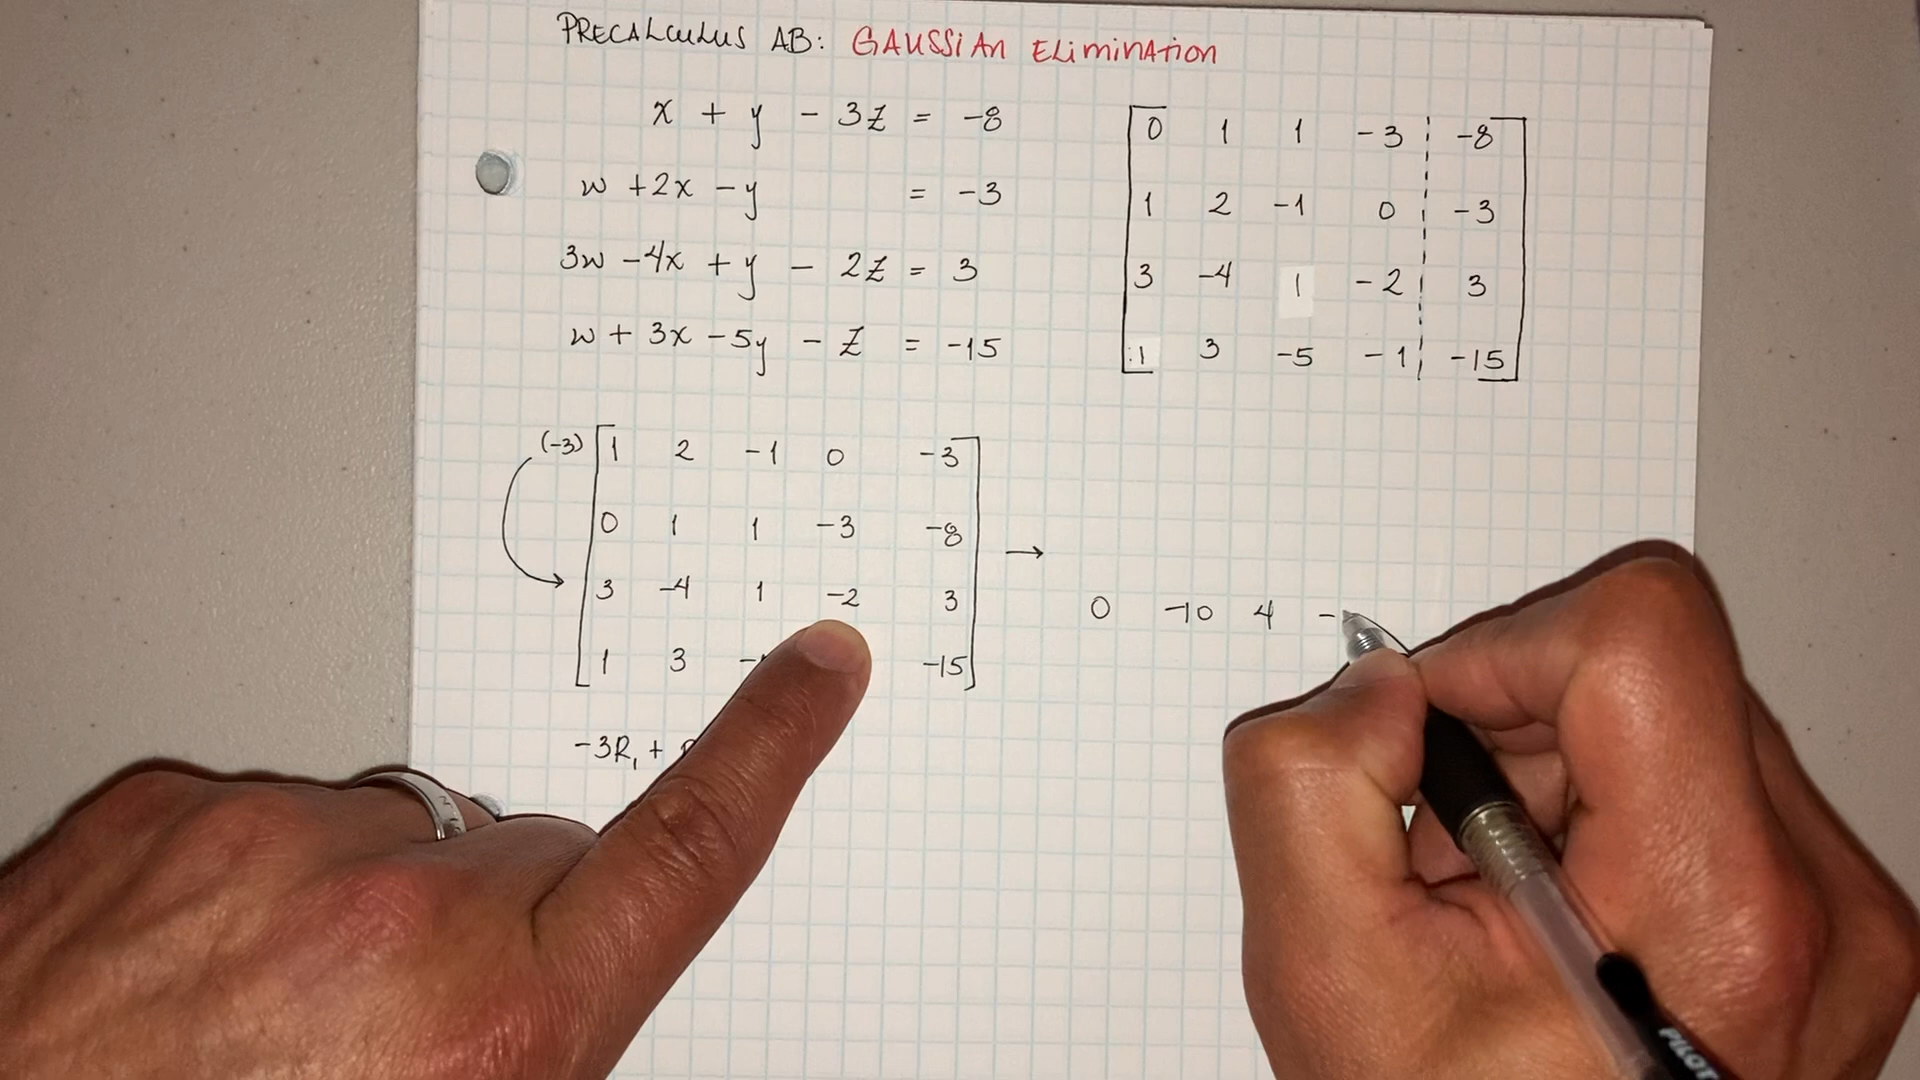 PRECALCULUS AB: GAUSSIAN ELIMINATION
x + y - 3z = -8
w + 2x - y = -3
3w - 4x + y - 2z = 3
w + 3x - 5y - z = -15
0 1 1 -3 -8
1 2 -1 0 -3
3 -4 1 -2 3
1 3 -5 -1 -15
(-3) 1 2 -1 0 -3
0 1 1 -3 -8
3 -4 1 -2 3
1 3 -15
→
0 -10 4 -
-3R₁ +
PILOT